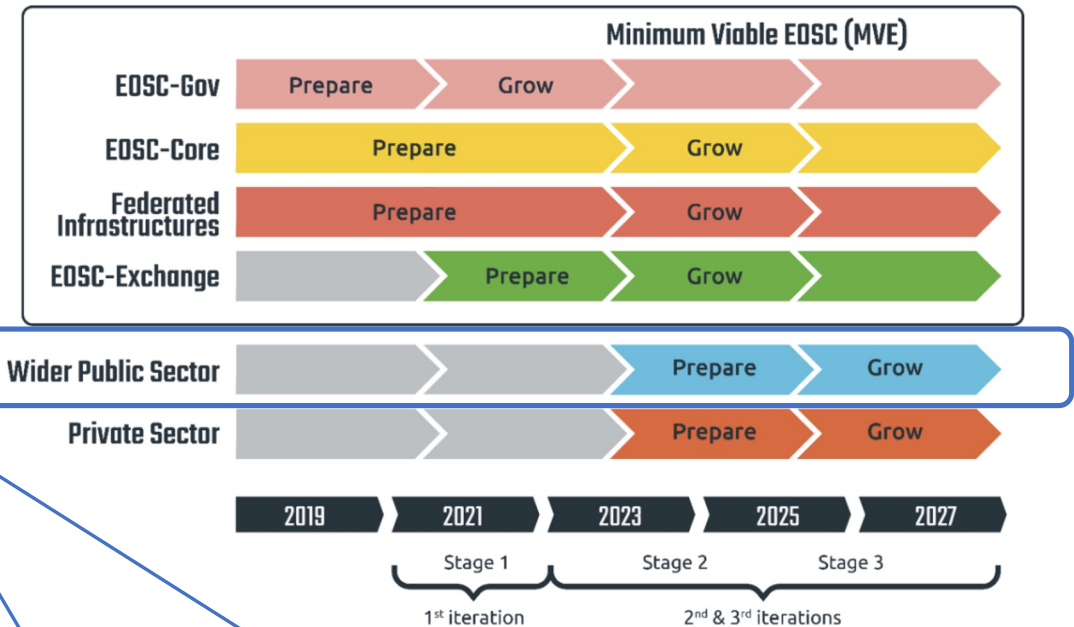 Minimum Viable EOSC (MVE)
EOSC-Gov Prepare Grow
EOSC-Core Prepare Grow
Federated
Infrastructures Prepare Grow
EOSC-Exchange Prepare Grow
Wider Public Sector Prepare Grow
Private Sector Prepare Grow
2019 2021 2023 2025 2027
Stage 1 Stage 2 Stage 3
1st iteration 2nd & 3rd iterations